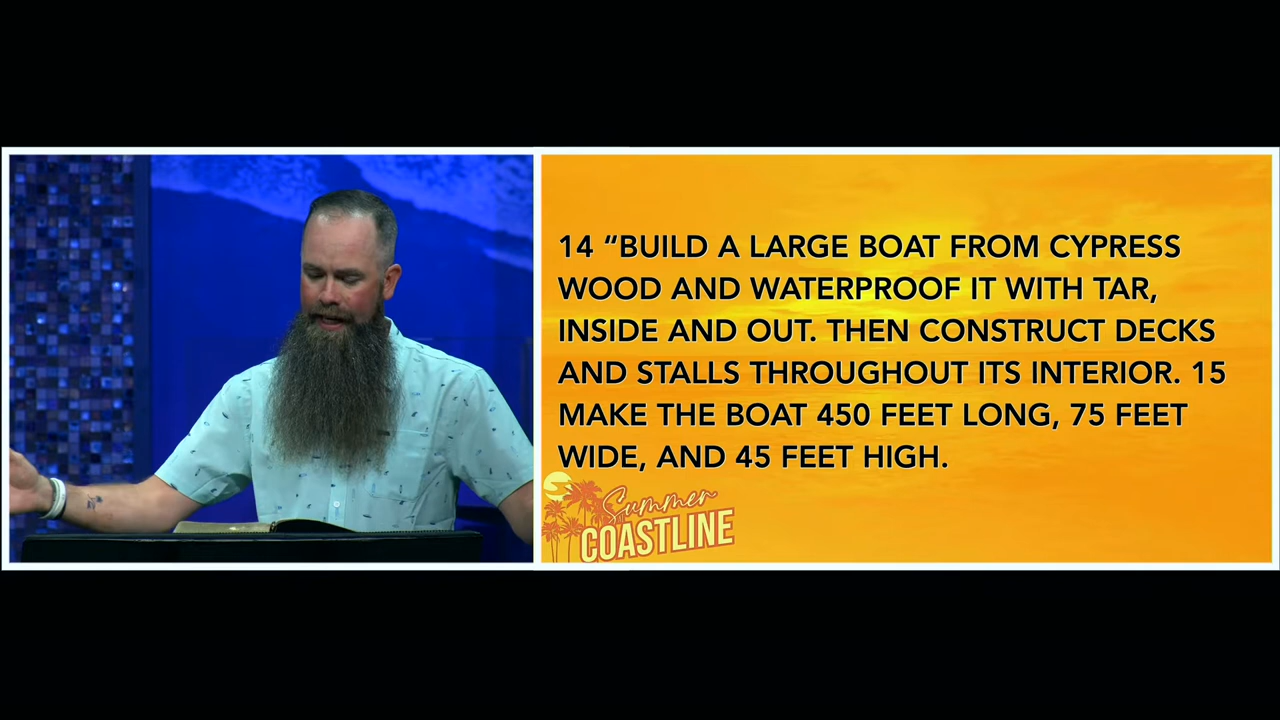 14 “BUILD A LARGE BOAT FROM CYPRESS
WOOD AND WATERPROOF IT WITH TAR,
INSIDE AND OUT. THEN CONSTRUCT DECKS
AND STALLS THROUGHOUT ITS INTERIOR. 15
MAKE THE BOAT 450 FEET LONG, 75 FEET
WIDE, AND 45 FEET HIGH.
Summer
COASTLINE